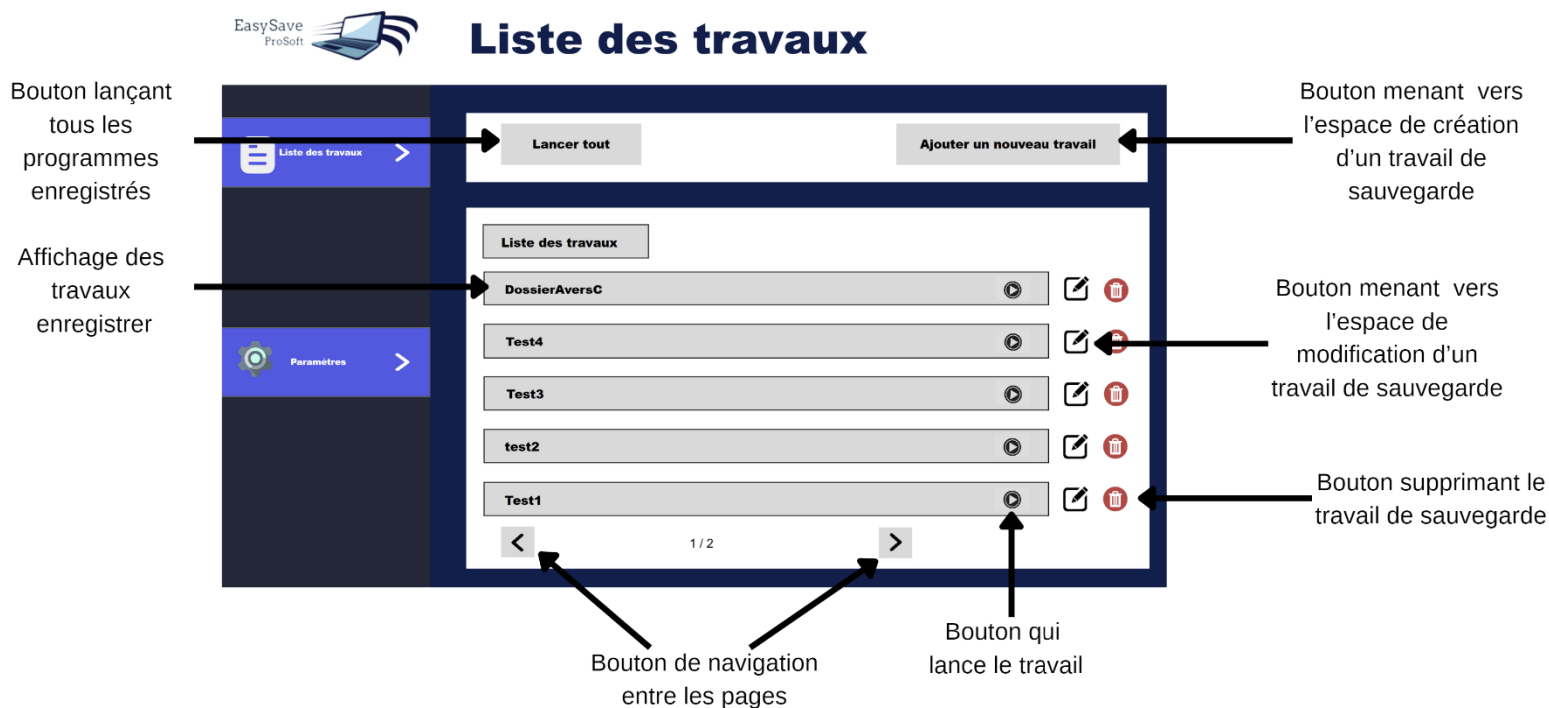 EasySave
ProSoft
Liste des travaux
Bouton lançant
tous les
programmes
enregistrés
Bouton menant vers
l’espace de création
d’un travail de
sauvegarde
Liste des travaux
Lancer tout
Ajouter un nouveau travail
Affichage des
travaux
enregistrer
Liste des travaux
DossierAversC
Test4
Test3
test2
Test1
1 / 2
Paramètres
Bouton menant vers
l’espace de
modification d’un
travail de sauvegarde
Bouton supprimant le
travail de sauvegarde
Bouton de navigation
entre les pages
Bouton qui
lance le travail